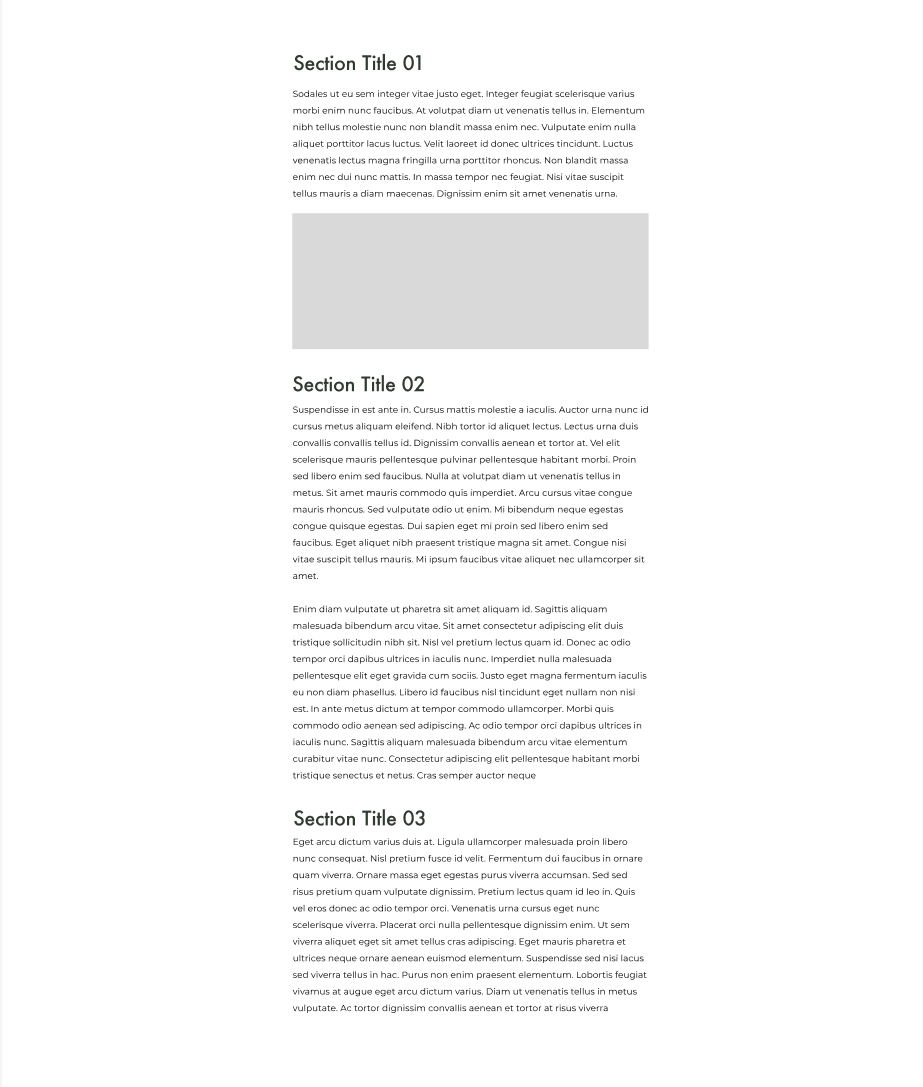 Section Title 01
Sodales ut eu sem integer vitae justo eget. Integer feugiat scelerisque varius
morbi enim nunc faucibus. At volutpat diam ut venenatis tellus in. Elementum
nibh tellus molestie nunc non blandit massa enim nec. Vulputate enim nulla
aliquet porttitor lacus luctus. Velit laoreet id donec ultrices tincidunt. Luctus
venenatis lectus magna fringilla urna porttitor rhoncus. Non blandit massa
enim nec dui nunc mattis. In massa tempor nec feugiat. Nisi vitae suscipit
tellus mauris a diam maecenas. Dignissim enim sit amet venenatis urna.
Section Title 02
Suspendisse in est ante in. Cursus mattis molestie a iaculis. Auctor urna nunc id
cursus metus aliquam eleifend. Nibh tortor id aliquet lectus. Lectus urna duis
convallis convallis tellus id. Dignissim convallis aenean et tortor at. Vel elit
scelerisque mauris pellentesque pulvinar pellentesque habitant morbi. Proin
sed libero enim sed faucibus. Nulla at volutpat diam ut venenatis tellus in
metus. Sit amet mauris commodo quis imperdiet. Arcu cursus vitae congue
mauris rhoncus. Sed vulputate odio ut enim. Mi bibendum neque egestas
congue quisque egestas. Dui sapien eget mi proin sed libero enim sed
faucibus. Eget aliquet nibh praesent tristique magna sit amet. Congue nisi
vitae suscipit tellus mauris. Mi ipsum faucibus vitae aliquet nec ullamcorper sit
amet.
Enim diam vulputate ut pharetra sit amet aliquam id. Sagittis aliquam
malesuada bibendum arcu vitae. Sit amet consectetur adipiscing elit duis
tristique sollicitudin nibh sit. Nisl vel pretium lectus quam id. Donec ac odio
tempor orci dapibus ultrices in iaculis nunc. Imperdiet nulla malesuada
pellentesque elit eget gravida cum sociis. Justo eget magna fermentum iaculis
eu non diam phasellus. Libero id faucibus nisl tincidunt eget nullam non nisi
est. In ante metus dictum at tempor commodo ullamcorper. Morbi quis
commodo odio aenean sed adipiscing. Ac odio tempor orci dapibus ultrices in
iaculis nunc. Sagittis aliquam malesuada bibendum arcu vitae elementum
curabitur vitae nunc. Consectetur adipiscing elit pellentesque habitant morbi
tristique senectus et netus. Cras semper auctor neque
Section Title 03
Eget arcu dictum varius duis at. Ligula ullamcorper malesuada proin libero
nunc consequat. Nisl pretium fusce id velit. Fermentum dui faucibus in ornare
quam viverra. Ornare massa eget egestas purus viverra accumsan. Sed sed
risus pretium quam vulputate dignissim. Pretium lectus quam id leo in. Quis
vel eros donec ac odio tempor orci. Venenatis urna cursus eget nunc
scelerisque viverra. Placerat orci nulla pellentesque dignissim enim. Ut sem
viverra aliquet eget sit amet tellus cras adipiscing. Eget mauris pharetra et
ultrices neque ornare aenean euismod elementum. Suspendisse sed nisi lacus
sed viverra tellus in hac. Purus non enim praesent elementum. Lobortis feugiat
vivamus at augue eget arcu dictum varius. Diam ut venenatis tellus in metus
vulputate. Ac tortor dignissim convallis aenean et tortor at risus viverra